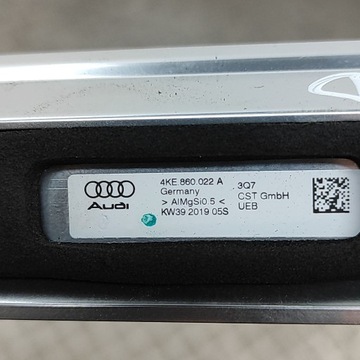 4KE.860.022 A 3Q7
Germany CST GmbH
> AlMgSi0.5 < UEB
KW39 2019 05S
Audi